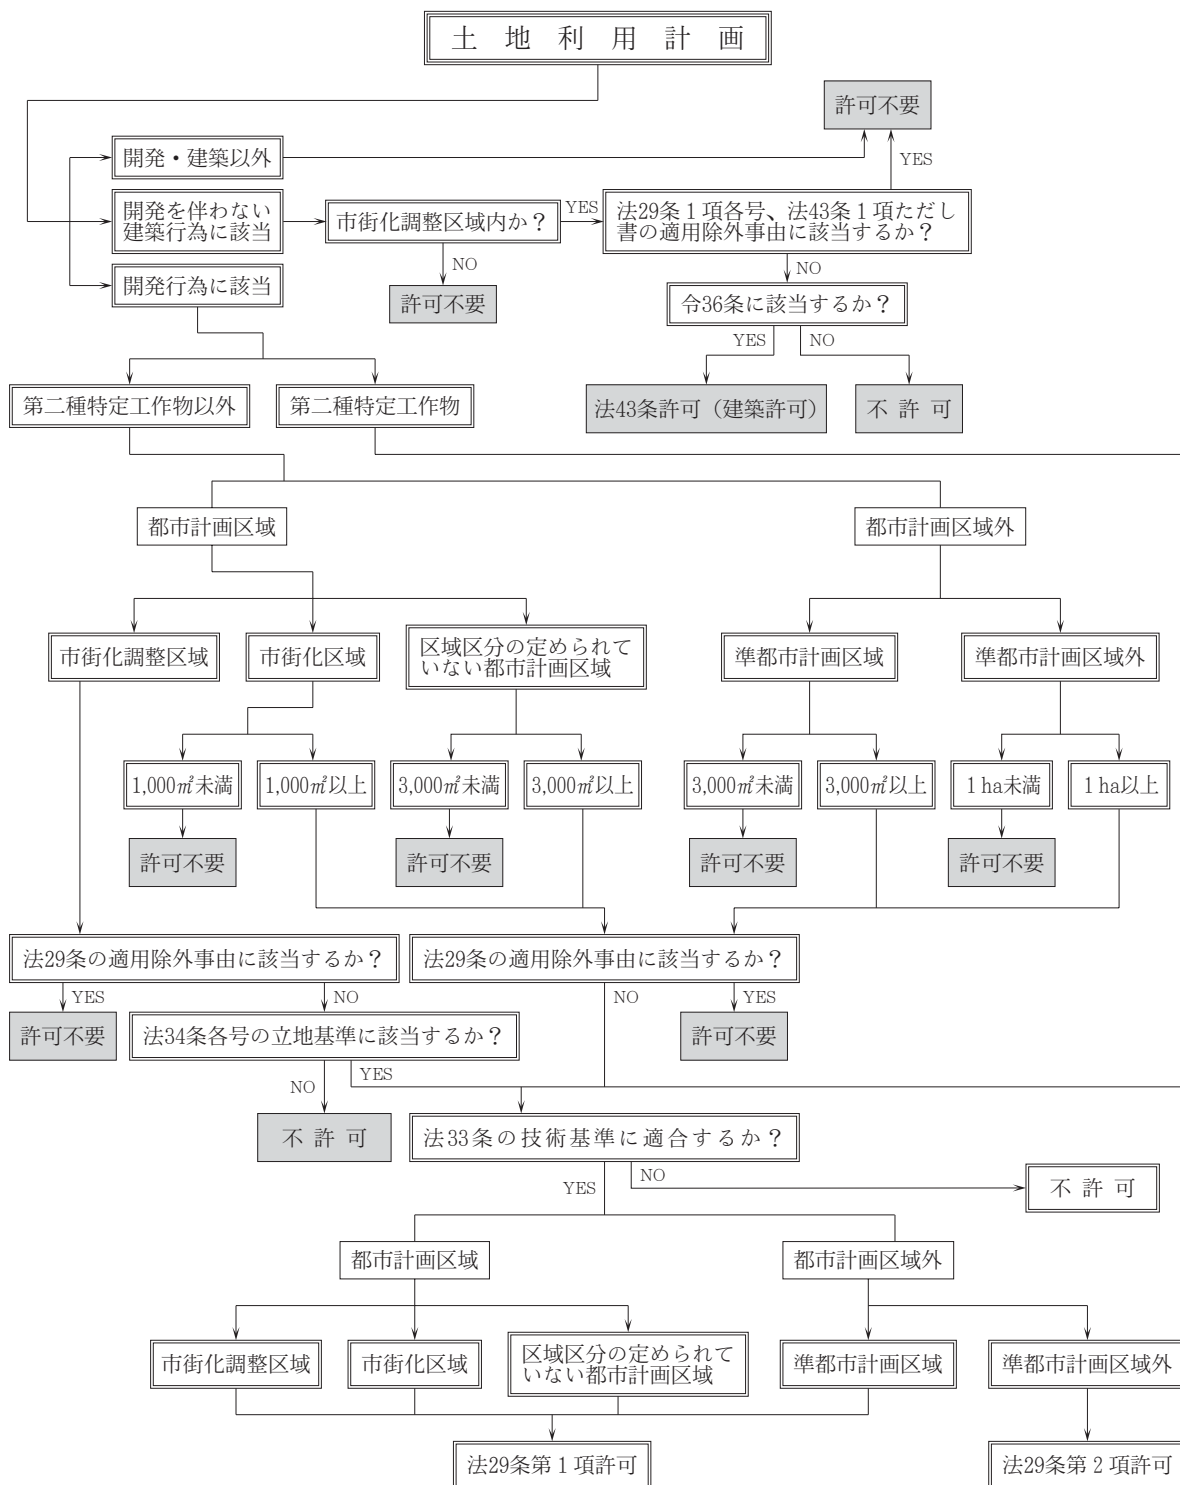 土地利用計画
許可不要
開発・建築以外
YES
開発を伴わない
建築行為に該当
市街化調整区域内か？
YES
法29条１項各号、法43条１項ただし
書の適用除外事由に該当するか？
NO
NO
開発行為に該当
許可不要
令36条に該当するか？
YES
NO
第二種特定工作物以外
第二種特定工作物
法43条許可（建築許可）
不許可
都市計画区域
都市計画区域外
市街化調整区域
市街化区域
区域区分の定められて
いない都市計画区域
準都市計画区域
準都市計画区域外
1,000㎡未満
1,000㎡以上
3,000㎡未満
3,000㎡以上
3,000㎡未満
3,000㎡以上
１ha未満
１ha以上
許可不要
許可不要
許可不要
許可不要
法29条の適用除外事由に該当するか？
法29条の適用除外事由に該当するか？
YES
NO
NO
YES
許可不要
法34条各号の立地基準に該当するか？
許可不要
NO
YES
不許可
法33条の技術基準に適合するか？
YES
NO
不許可
都市計画区域
都市計画区域外
市街化調整区域
市街化区域
区域区分の定められて
いない都市計画区域
準都市計画区域
準都市計画区域外
法29条第１項許可
法29条第２項許可